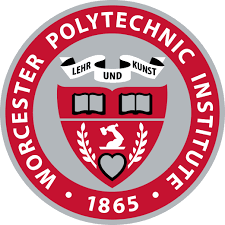 WORCESTER POLYTECHNIC INSTITUTE
LEHR UND KUNST
· 1865 ·